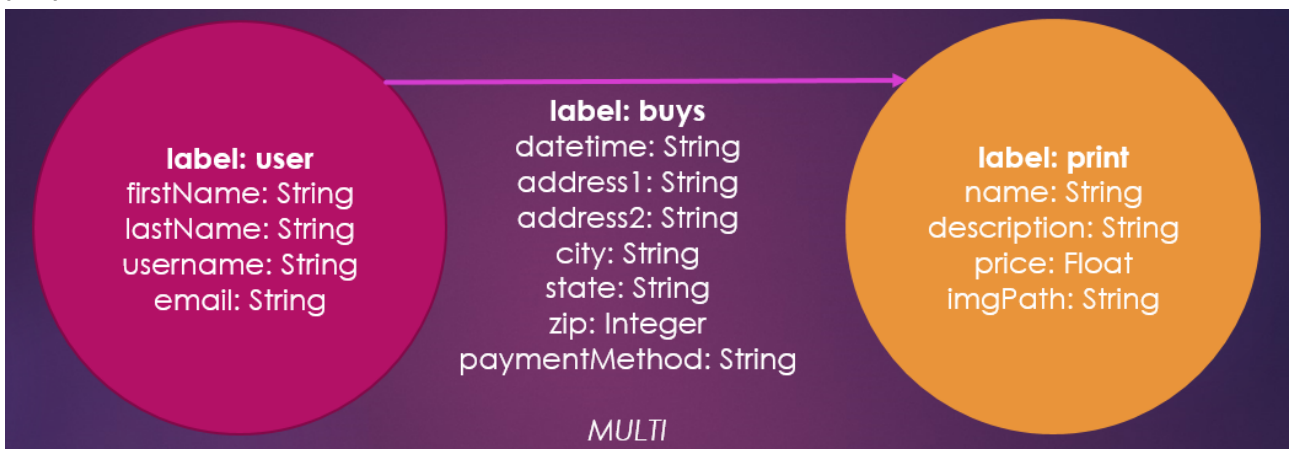 label: user
firstName: String
lastName: String
username: String
email: String
label: buys
datetime: String
address1: String
address2: String
city: String
state: String
zip: Integer
paymentMethod: String
MULTI
label: print
name: String
description: String
price: Float
imgPath: String